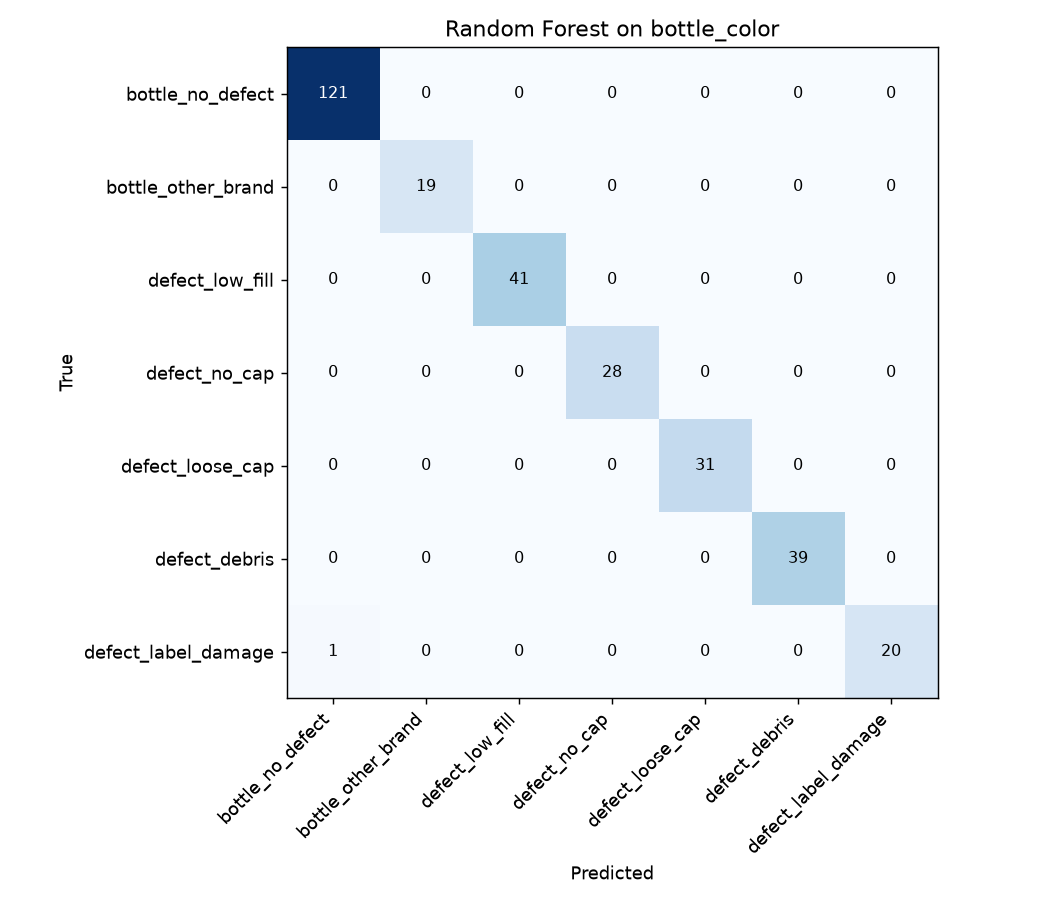 Random Forest on bottle_color
bottle_no_defect 121 0 0 0 0 0 0
bottle_other_brand 0 19 0 0 0 0 0
defect_low_fill 0 0 41 0 0 0 0
defect_no_cap 0 0 0 28 0 0 0
defect_loose_cap 0 0 0 0 31 0 0
defect_debris 0 0 0 0 0 39 0
defect_label_damage 1 0 0 0 0 0 20
True
bottle_no_defect
bottle_other_brand
defect_low_fill
defect_no_cap
defect_loose_cap
defect_debris
defect_label_damage
Predicted